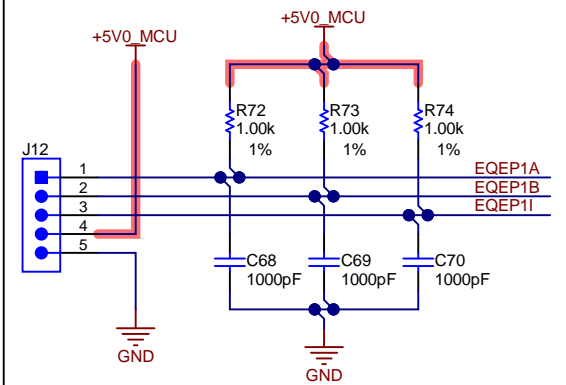 +5V0_MCU
+5V0_MCU
R72
1.00k
1%
R73
1.00k
1%
R74
1.00k
1%
J12
1
2
3
4
5
EQEP1A
EQEP1B
EQEP1I
C68
1000pF
C69
1000pF
C70
1000pF
GND
GND